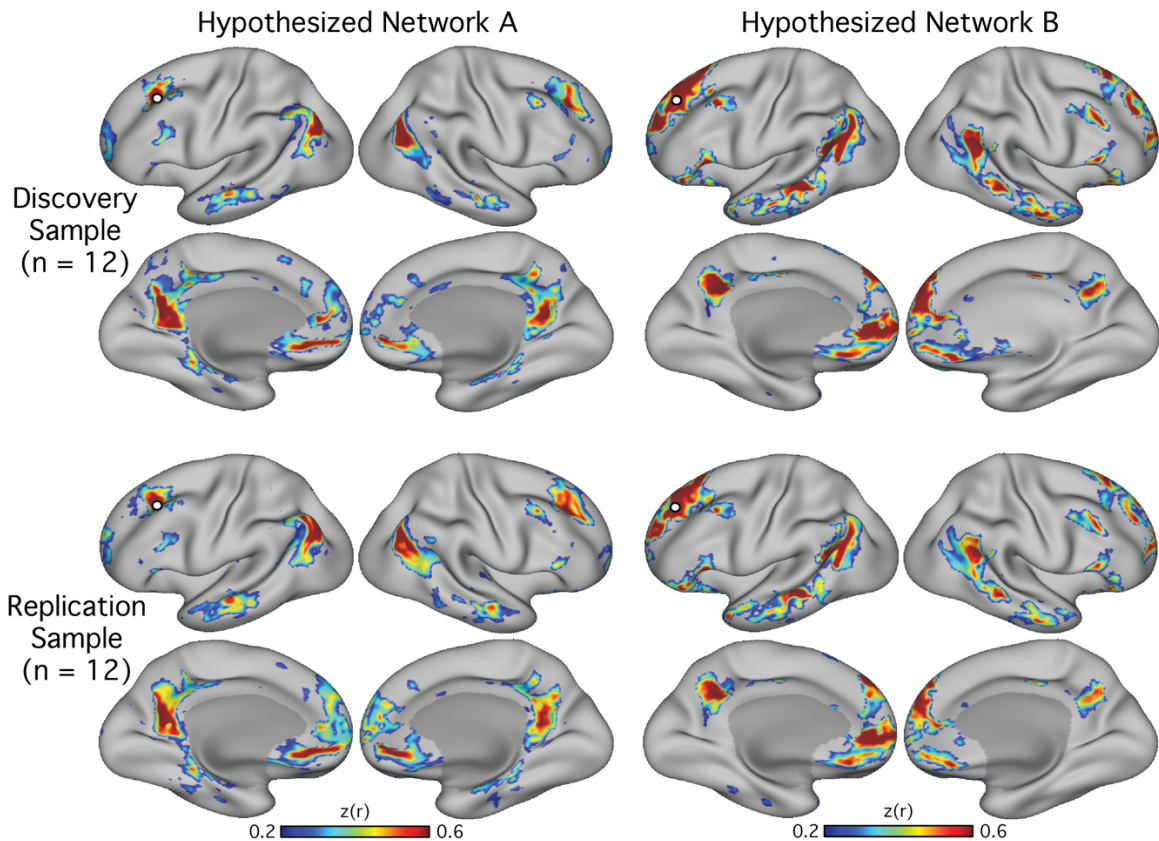 Hypothesized Network A
Hypothesized Network B
Discovery
Sample
(n = 12)
Replication
Sample
(n = 12)
z(r)
0.2 0.6
z(r)
0.2 0.6